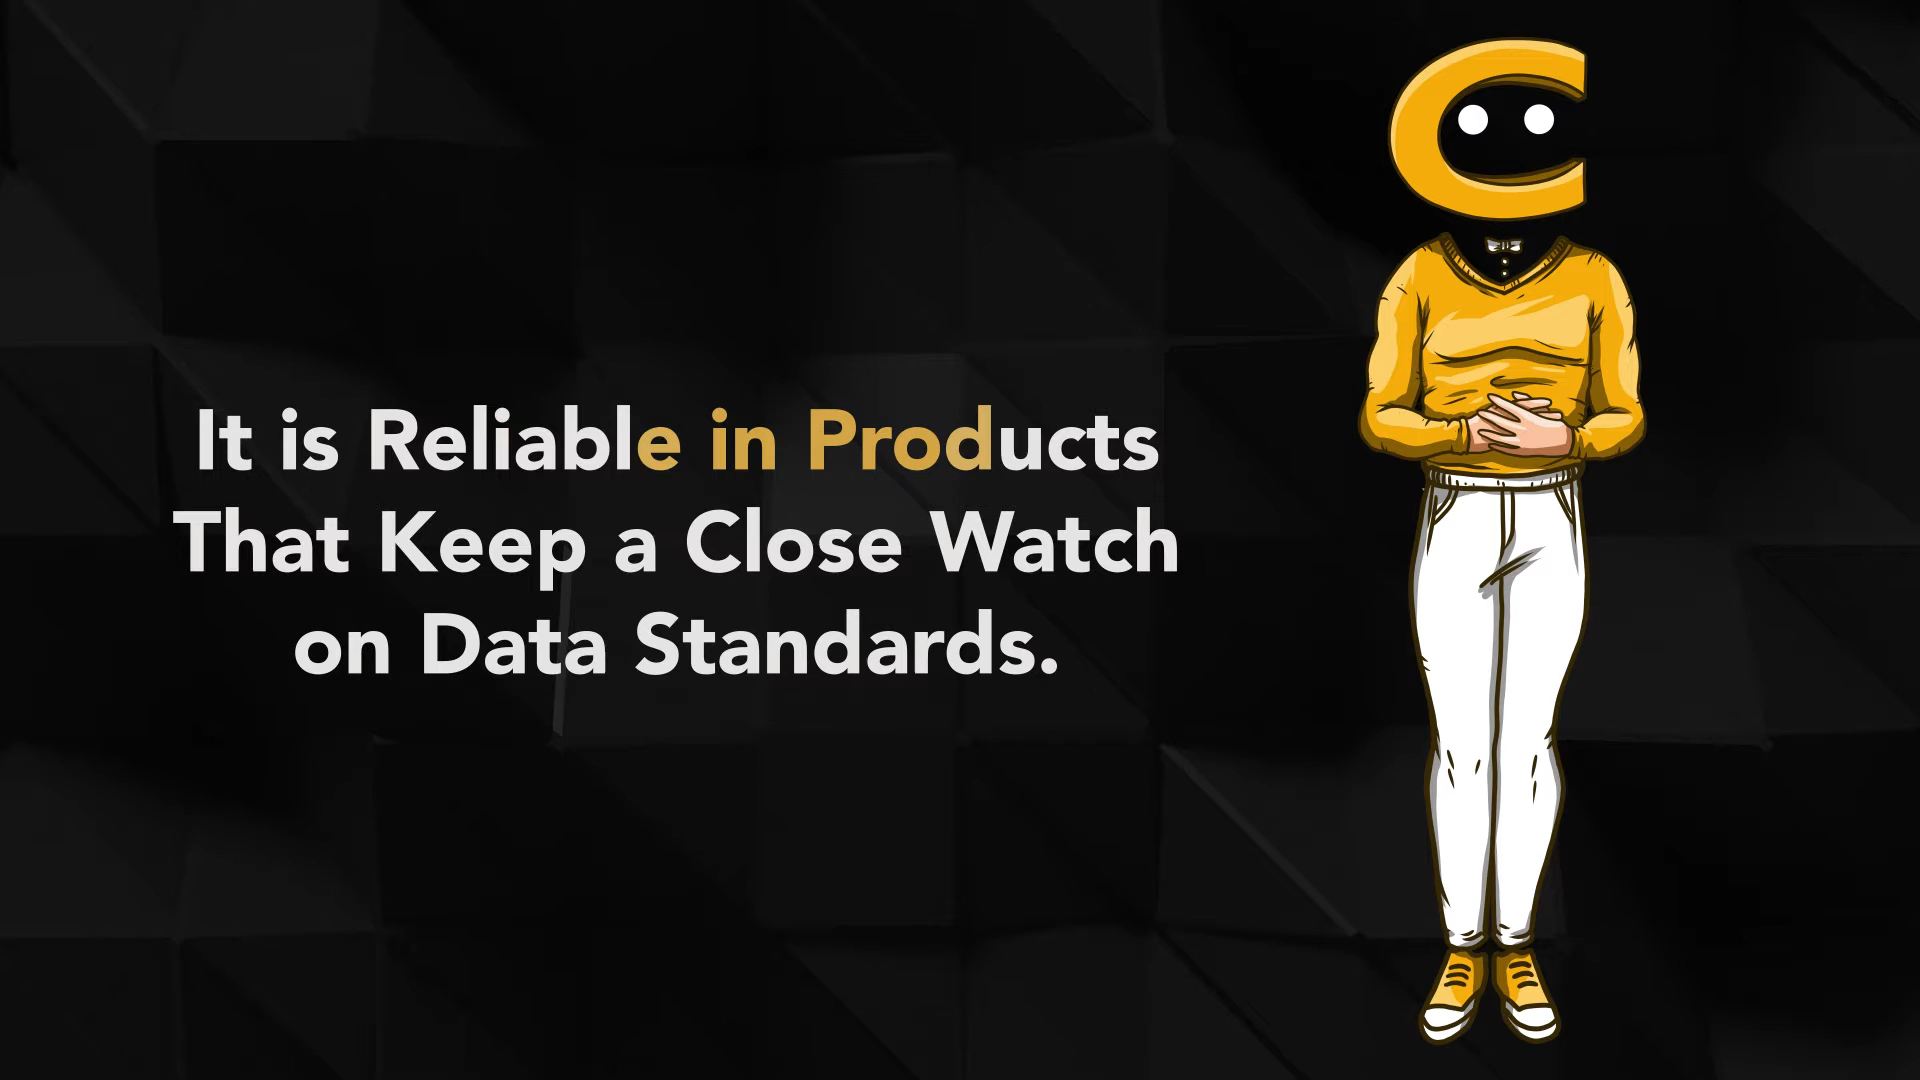 It is Reliable in Products
That Keep a Close Watch
on Data Standards.
C